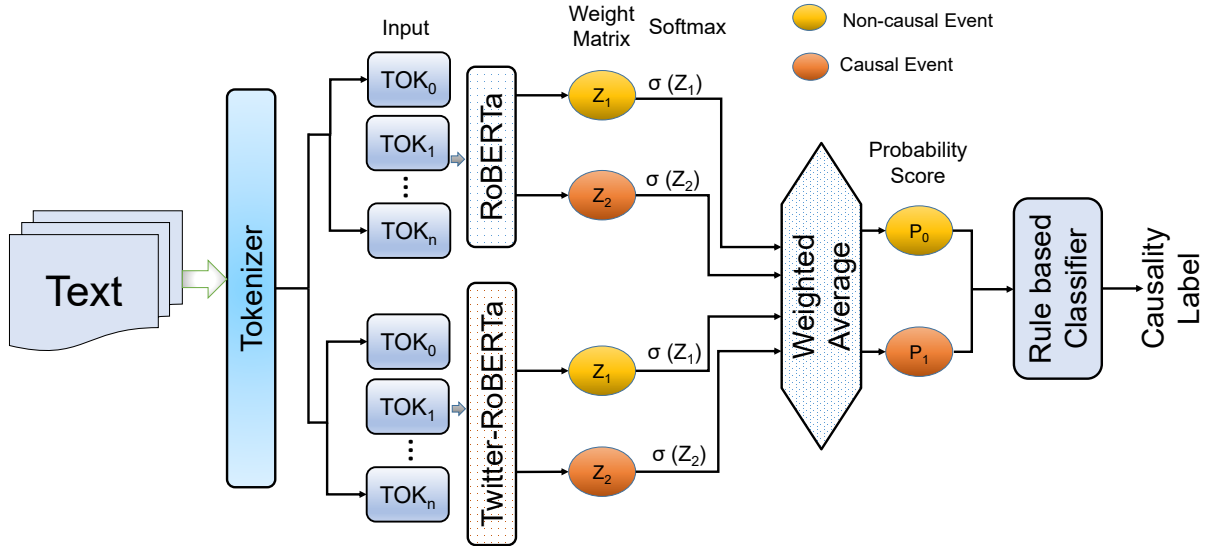 Input
Weight
Matrix
Softmax
Non-causal Event
Causal Event
Text
Tokenizer
TOK₀
TOK₁
...
TOKₙ
RoBERTa
Z₁
σ (Z₁)
Z₂
σ (Z₂)
TOK₀
TOK₁
...
TOKₙ
Twitter-RoBERTa
Z₁
σ (Z₁)
Z₂
σ (Z₂)
Weighted
Average
Probability
Score
P₀
P₁
Rule based
Classifier
Causality
Label